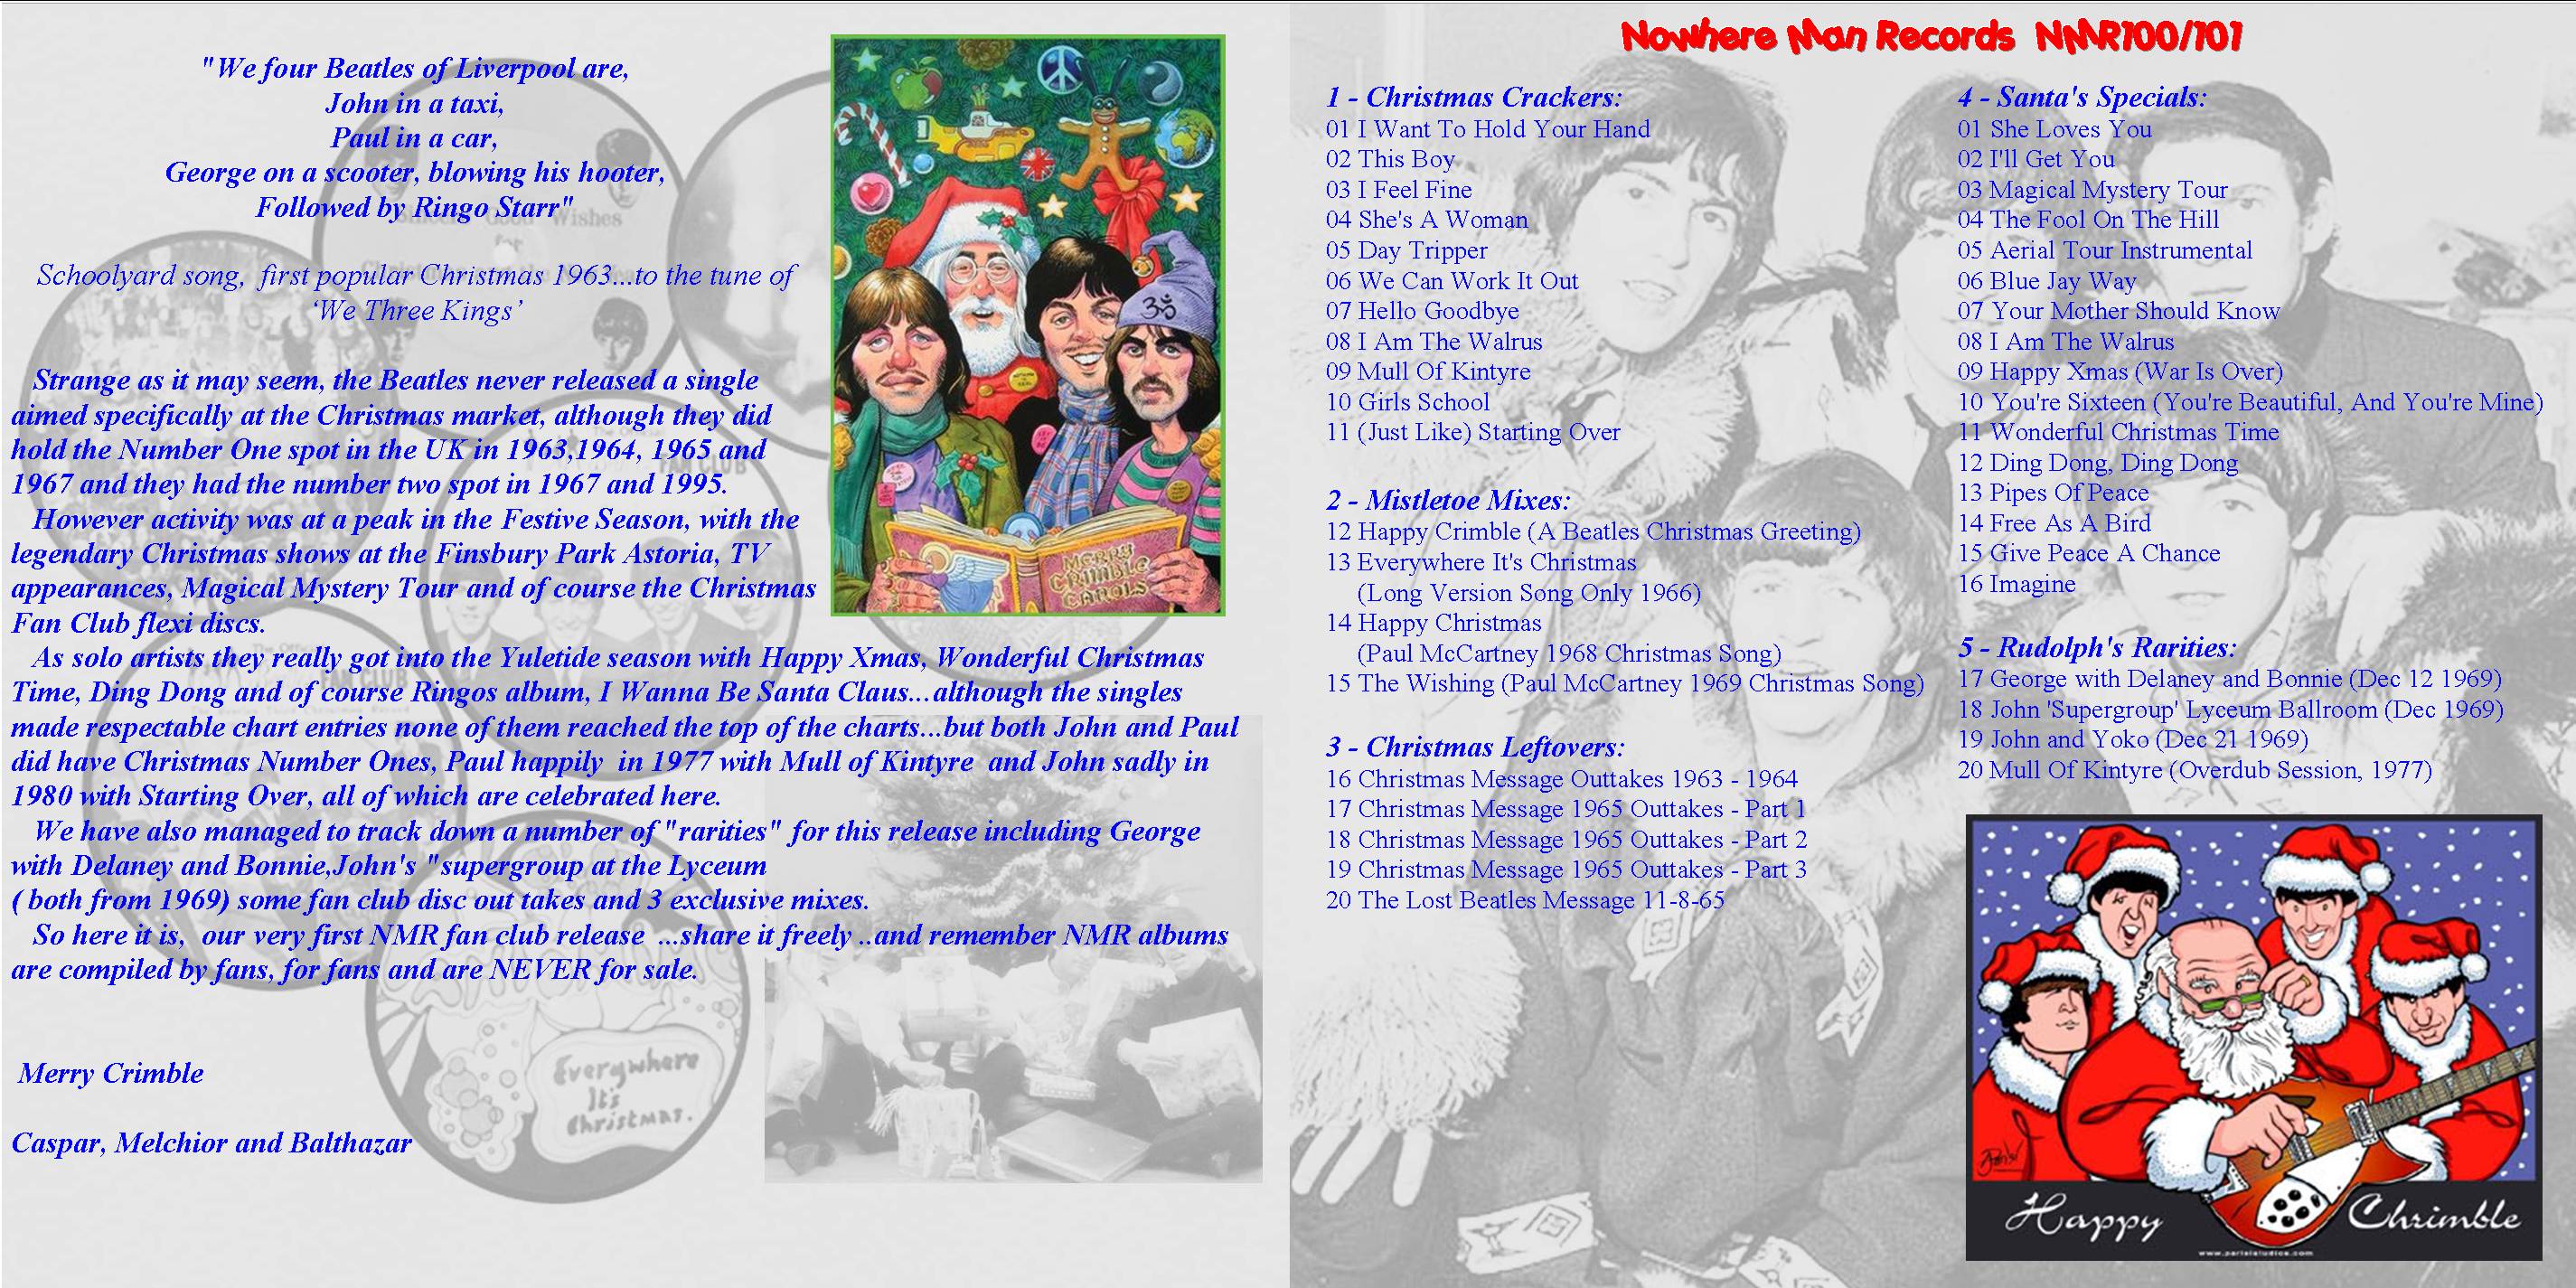 "We four Beatles of Liverpool are,
John in a taxi,
Paul in a car,
George on a scooter, blowing his hooter,
Followed by Ringo Starr"
Schoolyard song, first popular Christmas 1963...to the tune of
‘We Three Kings’
Strange as it may seem, the Beatles never released a single
aimed specifically at the Christmas market, although they did
hold the Number One spot in the UK in 1963,1964, 1965 and
1967 and they had the number two spot in 1967 and 1995.
However activity was at a peak in the Festive Season, with the
legendary Christmas shows at the Finsbury Park Astoria, TV
appearances, Magical Mystery Tour and of course the Christmas
Fan Club flexi discs.
As solo artists they really got into the Yuletide season with Happy Xmas, Wonderful Christmas
Time, Ding Dong and of course Ringos album, I Wanna Be Santa Claus...although the singles
made respectable chart entries none of them reached the top of the charts...but both John and Paul
did have Christmas Number Ones, Paul happily in 1977 with Mull of Kintyre and John sadly in
1980 with Starting Over, all of which are celebrated here.
We have also managed to track down a number of "rarities" for this release including George
with Delaney and Bonnie,John's "supergroup at the Lyceum
( both from 1969) some fan club disc out takes and 3 exclusive mixes.
So here it is, our very first NMR fan club release ...share it freely ..and remember NMR albums
are compiled by fans, for fans and are NEVER for sale.
Merry Crimble
Caspar, Melchior and Balthazar
Good Wishes
for
FAN CLUB
Everywhere
It's
Christmas.
ॐ
MERRY
CRIMBLE
CAROLS
Nowhere Man Records NMR100/101
1 - Christmas Crackers:
01 I Want To Hold Your Hand
02 This Boy
03 I Feel Fine
04 She's A Woman
05 Day Tripper
06 We Can Work It Out
07 Hello Goodbye
08 I Am The Walrus
09 Mull Of Kintyre
10 Girls School
11 (Just Like) Starting Over
2 - Mistletoe Mixes:
12 Happy Crimble (A Beatles Christmas Greeting)
13 Everywhere It's Christmas
(Long Version Song Only 1966)
14 Happy Christmas
(Paul McCartney 1968 Christmas Song)
15 The Wishing (Paul McCartney 1969 Christmas Song)
3 - Christmas Leftovers:
16 Christmas Message Outtakes 1963 - 1964
17 Christmas Message 1965 Outtakes - Part 1
18 Christmas Message 1965 Outtakes - Part 2
19 Christmas Message 1965 Outtakes - Part 3
20 The Lost Beatles Message 11-8-65
4 - Santa's Specials:
01 She Loves You
02 I'll Get You
03 Magical Mystery Tour
04 The Fool On The Hill
05 Aerial Tour Instrumental
06 Blue Jay Way
07 Your Mother Should Know
08 I Am The Walrus
09 Happy Xmas (War Is Over)
10 You're Sixteen (You're Beautiful, And You're Mine)
11 Wonderful Christmas Time
12 Ding Dong, Ding Dong
13 Pipes Of Peace
14 Free As A Bird
15 Give Peace A Chance
16 Imagine
5 - Rudolph's Rarities:
17 George with Delaney and Bonnie (Dec 12 1969)
18 John 'Supergroup' Lyceum Ballroom (Dec 1969)
19 John and Yoko (Dec 21 1969)
20 Mull Of Kintyre (Overdub Session, 1977)
Happy Chrimble
www.parisistudios.com